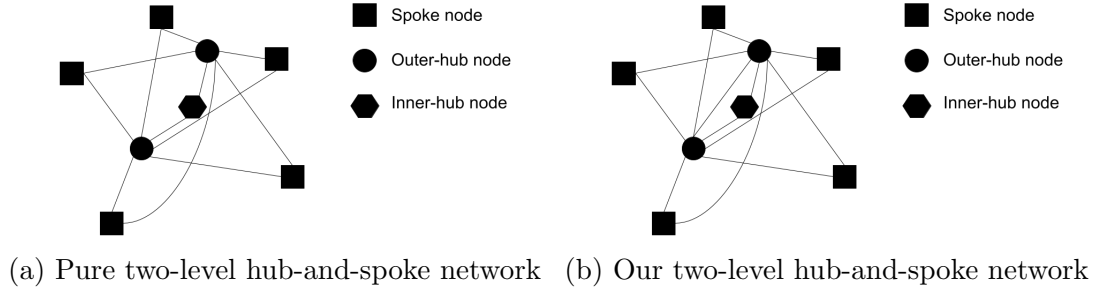 Spoke node
Outer-hub node
Inner-hub node
Spoke node
Outer-hub node
Inner-hub node
(a) Pure two-level hub-and-spoke network
(b) Our two-level hub-and-spoke network